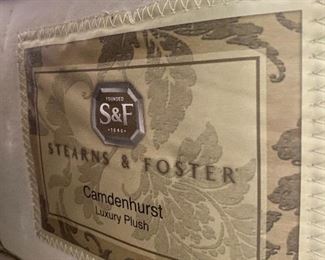 FOUNDED
S&F
•1846•
STEARNS & FOSTER
Camdenhurst
Luxury Plush